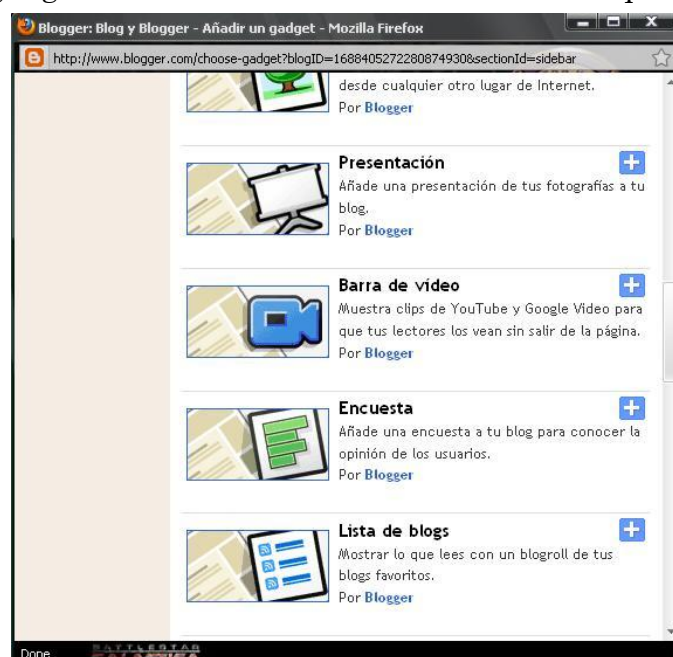 Blogger: Blog y Blogger - Añadir un gadget - Mozilla Firefox
http://www.blogger.com/choose-gadget?blogID=1688405272280874930&sectionId=sidebar
desde cualquier otro lugar de Internet.
Por Blogger
Presentación
Añade una presentación de tus fotografías a tu
blog.
Por Blogger
Barra de vídeo
Muestra clips de YouTube y Google Video para
que tus lectores los vean sin salir de la página.
Por Blogger
Encuesta
Añade una encuesta a tu blog para conocer la
opinión de los usuarios.
Por Blogger
Lista de blogs
Mostrar lo que lees con un blogroll de tus
blogs favoritos.
Por Blogger
Done
BATTLESTAR